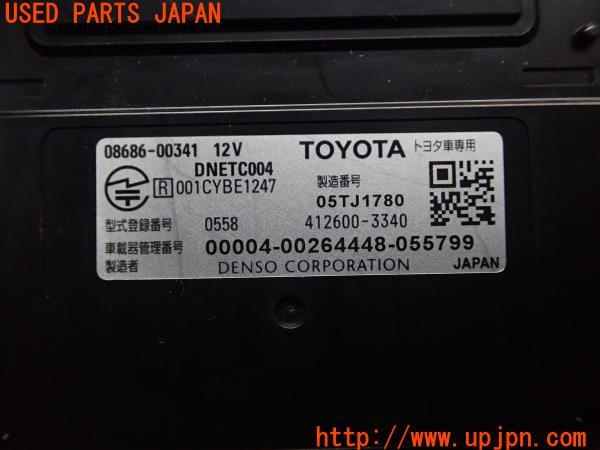 USED PARTS JAPAN
08686-00341 12V TOYOTA トヨタ車専用
DNETC004
R 001CYBE1247 製造番号
05TJ1780
型式登録番号 0558 412600-3340
車載器管理番号 00004-00264448-055799
製造者 DENSO CORPORATION JAPAN
UPJ www.upjpn.com